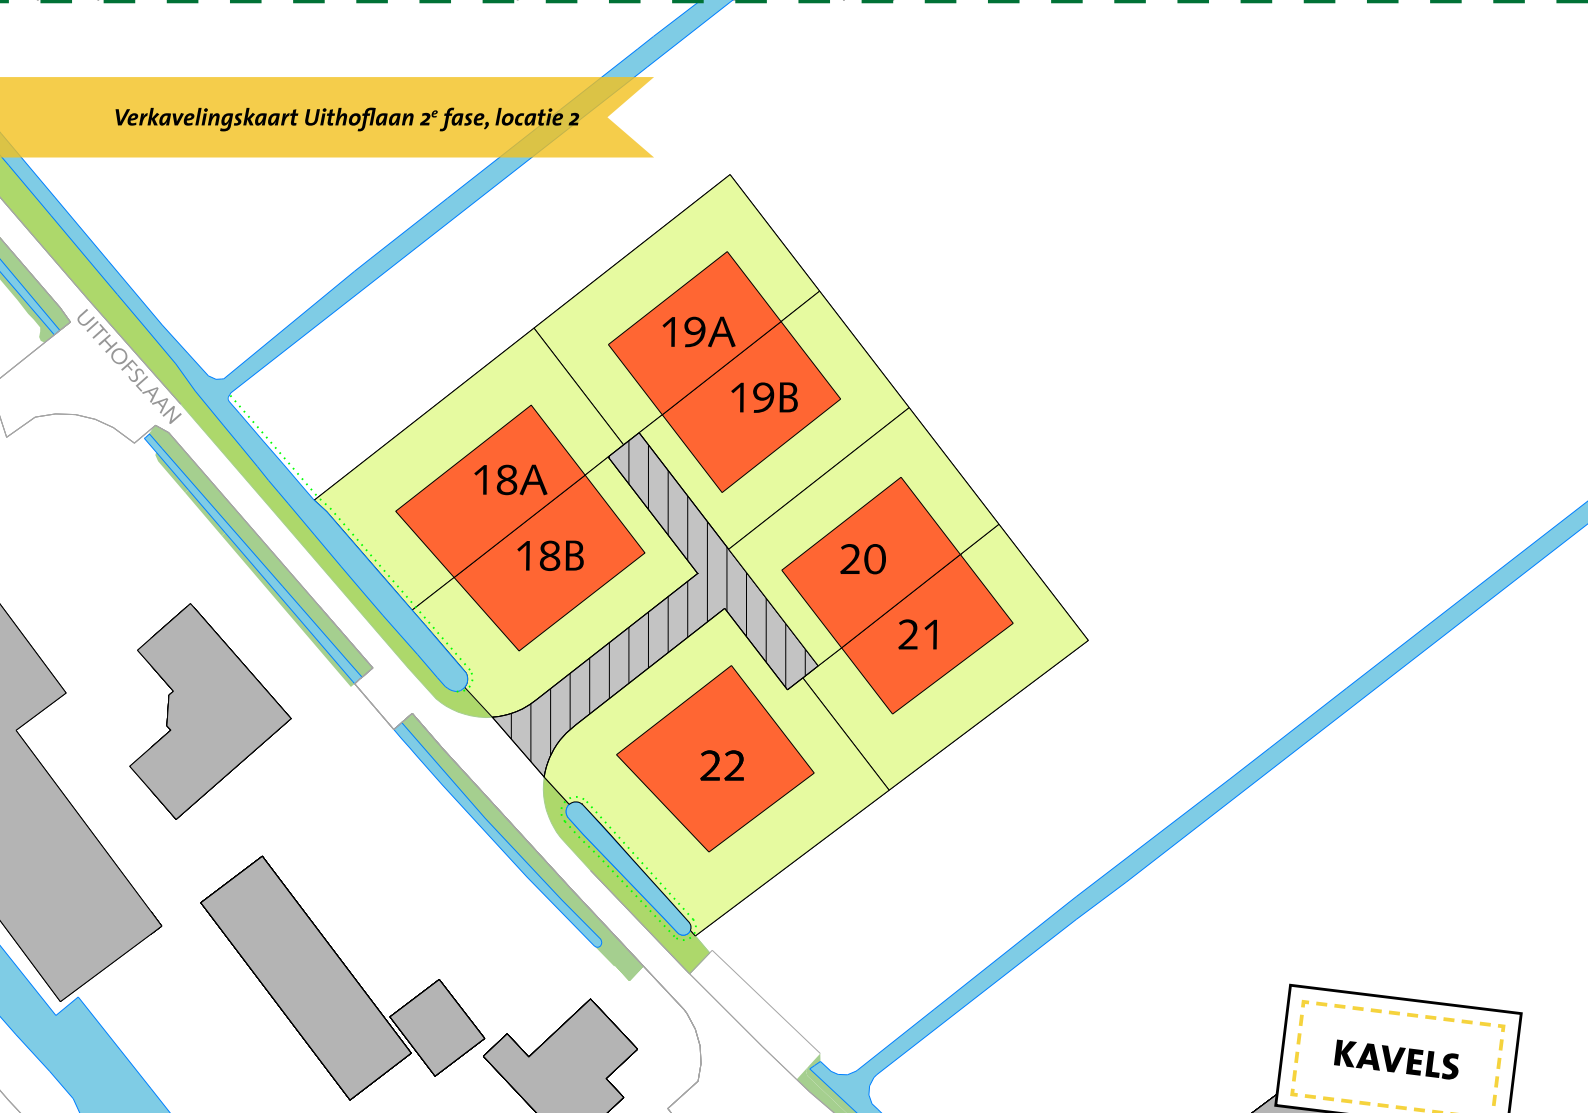 Verkavelingskaart Uithoflaan 2e fase, locatie 2
UITHOFSLAAN
19A
19B
18A
18B
20
21
22
KAVELS